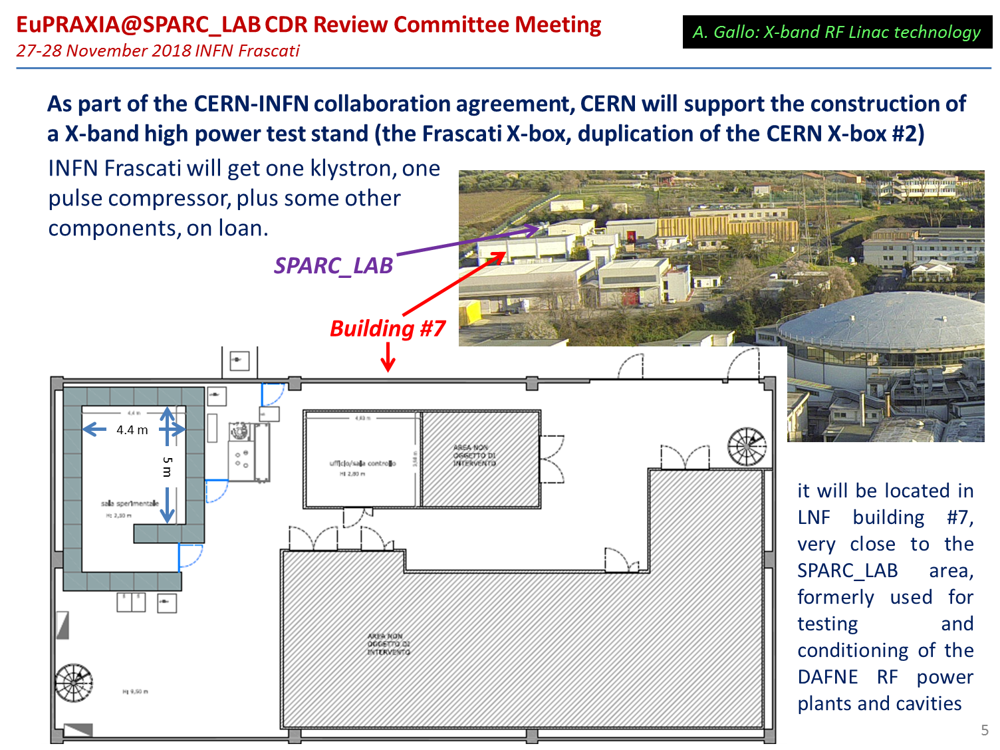 EuPRAXIA@SPARC_LAB CDR Review Committee Meeting
27-28 November 2018 INFN Frascati
A. Gallo: X-band RF Linac technology
As part of the CERN-INFN collaboration agreement, CERN will support the construction of
a X-band high power test stand (the Frascati X-box, duplication of the CERN X-box #2)
INFN Frascati will get one klystron, one
pulse compressor, plus some other
components, on loan.
SPARC_LAB
Building #7
4,4 m
4.4 m
5 m
sala sperimentale
H: 2,80 m
4,83 m
3,98 m
ufficio/sala controllo
H: 2,80 m
AREA NON
OGGETTO DI
INTERVENTO
AREA NON
OGGETTO DI
INTERVENTO
H: 9,50 m
it will be located in
LNF building #7,
very close to the
SPARC_LAB area,
formerly used for
testing and
conditioning of the
DAFNE RF power
plants and cavities
5